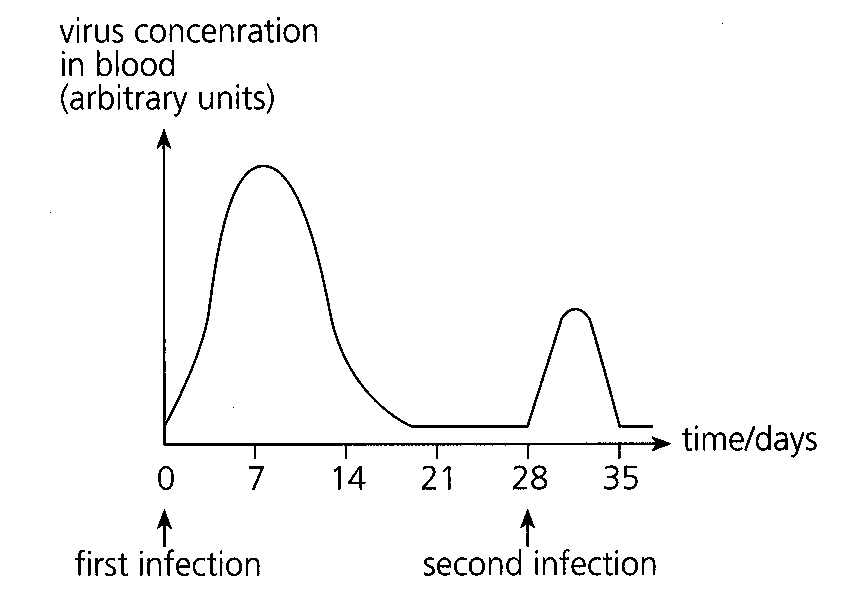 virus concenration
in blood
(arbitrary units)
time/days
0 7 14 21 28 35
first infection second infection